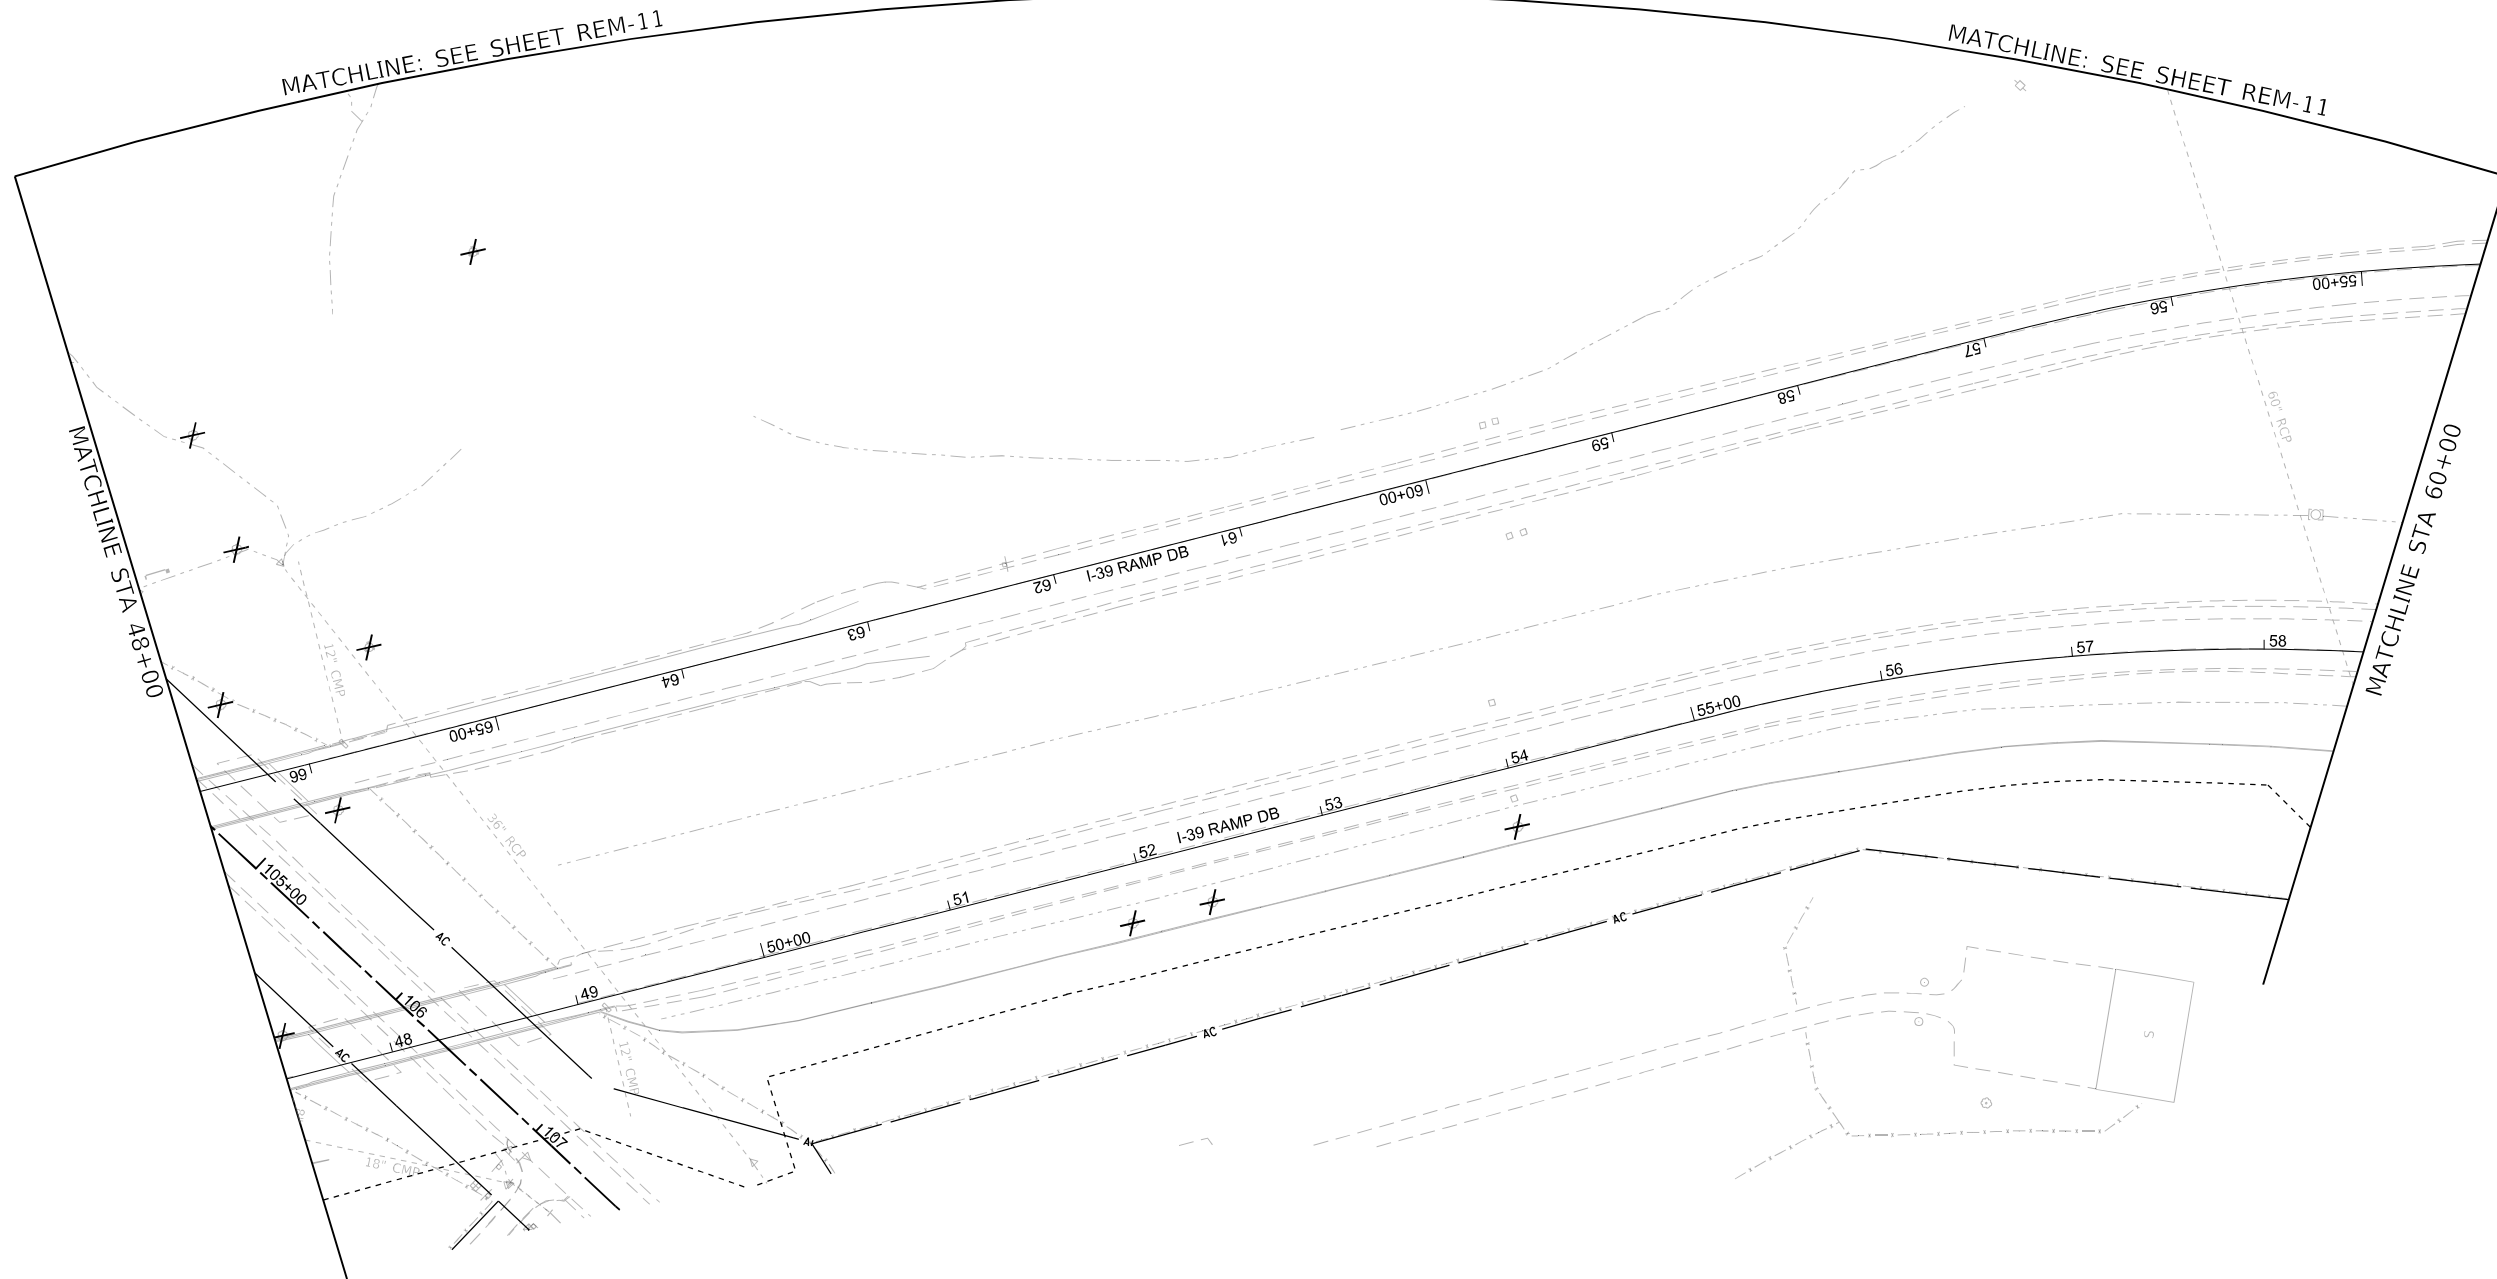 MATCHLINE: SEE SHEET REM-11
MATCHLINE: SEE SHEET REM-11
MATCHLINE STA 48+00
MATCHLINE STA 60+00
55+00
56
57
58
59
60+00
61
I-39 RAMP DB
62
63
64
65+00
66
60" RCP
12" CMP
36" RCP
58
57
56
55+00
54
53
I-39 RAMP DB
52
51
50+00
49
48
105+00
106
107
AC
AC
AC
AC
12" CMP
18" CMP
S